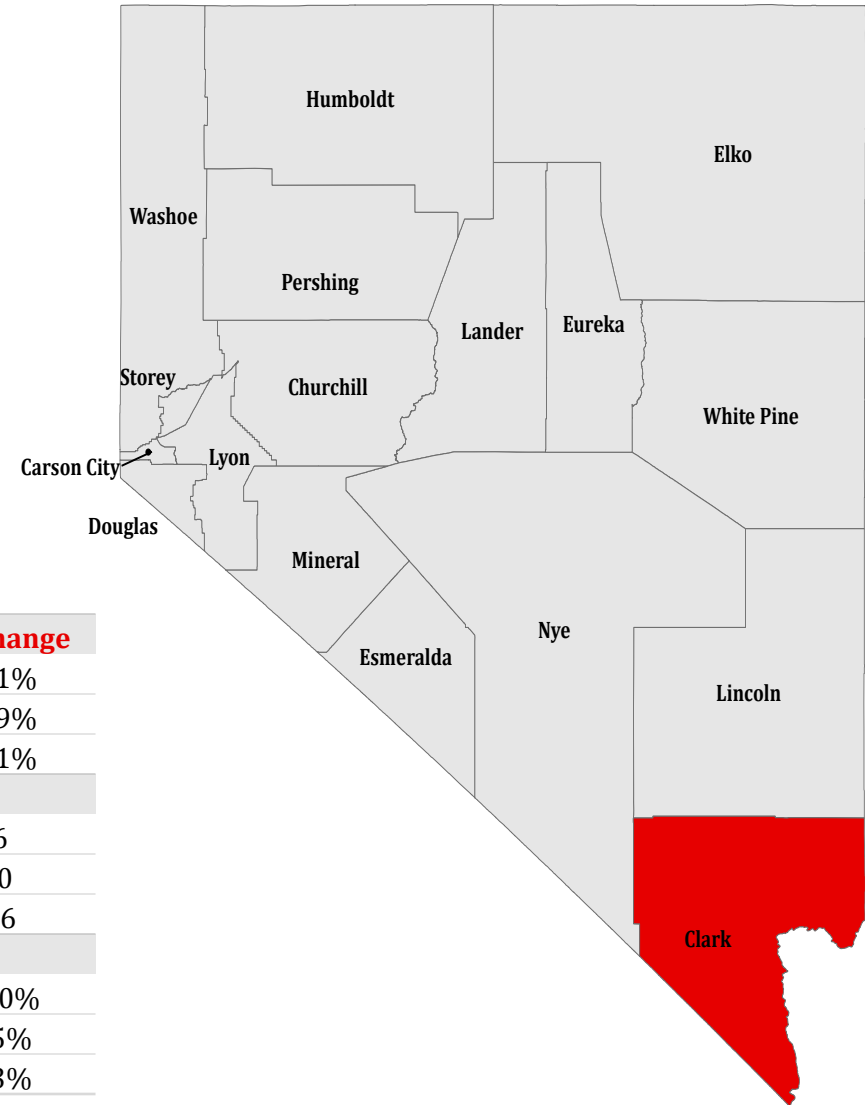 Humboldt
Elko
Washoe
Pershing
Lander
Eureka
Storey
Churchill
White Pine
Lyon
Carson City
Douglas
Mineral
Nye
Esmeralda
Lincoln
Clark
hange
1%
9%
1%
6
0
6
0%
5%
3%